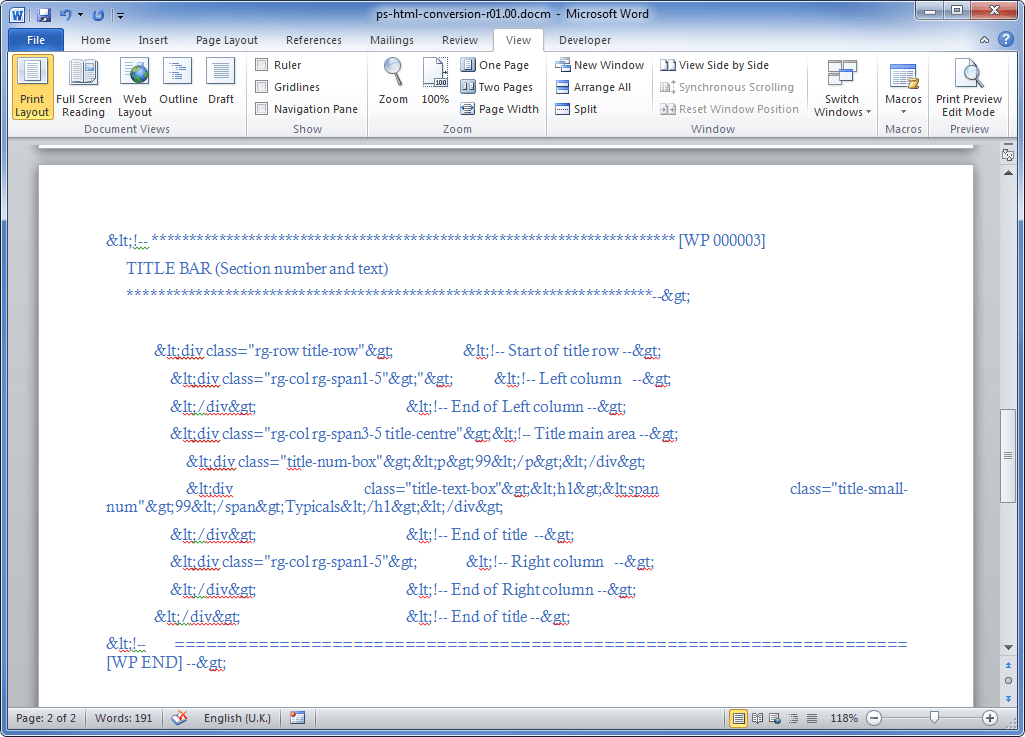 ps-html-conversion-r01.00.docm - Microsoft Word
File Home Insert Page Layout References Mailings Review View Developer
Print Layout
Full Screen Reading
Web Layout
Outline
Draft
Document Views
Ruler
Gridlines
Navigation Pane
Show
Zoom
100%
One Page
Two Pages
Page Width
Zoom
New Window
Arrange All
Split
View Side by Side
Synchronous Scrolling
Reset Window Position
Window
Switch Windows
Macros
Macros
Print Preview Edit Mode
Preview
&lt;!-- ********************************************************************** [WP 000003]
TITLE BAR (Section number and text)
**********************************************************************--&gt;
&lt;div class="rg-row title-row"&gt; &lt;!-- Start of title row --&gt;
&lt;div class="rg-col rg-span1-5"&gt;"&gt; &lt;!-- Left column --&gt;
&lt;/div&gt; &lt;!-- End of Left column --&gt;
&lt;div class="rg-col rg-span3-5 title-centre"&gt;&lt;!-- Title main area --&gt;
&lt;div class="title-num-box"&gt;&lt;p&gt;99&lt;/p&gt;&lt;/div&gt;
&lt;div class="title-text-box"&gt;&lt;h1&gt;&lt;span class="title-small-
num"&gt;99&lt;/span&gt;Typicals&lt;/h1&gt;&lt;/div&gt;
&lt;/div&gt; &lt;!-- End of title --&gt;
&lt;div class="rg-col rg-span1-5"&gt; &lt;!-- Right column --&gt;
&lt;/div&gt; &lt;!-- End of Right column --&gt;
&lt;/div&gt; &lt;!-- End of title --&gt;
&lt;!-- ======================================================================
[WP END] --&gt;
Page: 2 of 2 Words: 191 English (U.K.) 118%